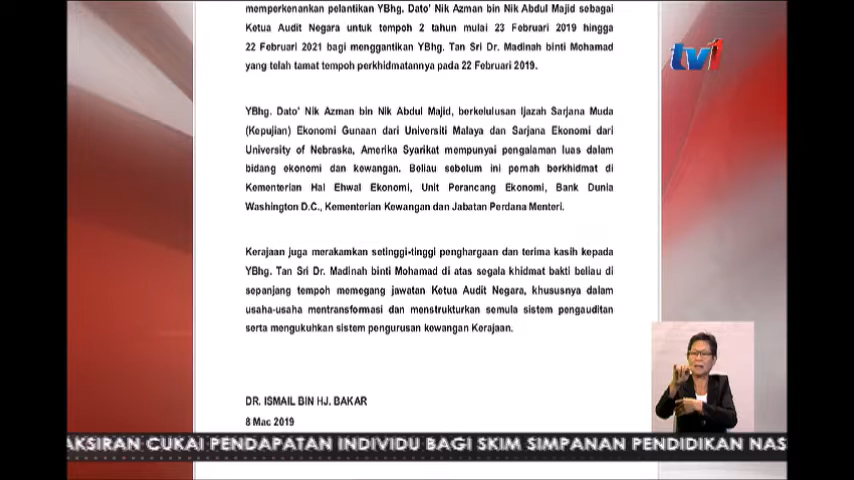 memperkenankan pelantikan YBhg. Dato' Nik Azman bin Nik Abdul Majid sebagai
Ketua Audit Negara untuk tempoh 2 tahun mulai 23 Februari 2019 hingga
22 Februari 2021 bagi menggantikan YBhg. Tan Sri Dr. Madinah binti Mohamad
yang telah tamat tempoh perkhidmatannya pada 22 Februari 2019.
tv1
YBhg. Dato' Nik Azman bin Nik Abdul Majid, berkelulusan Ijazah Sarjana Muda
(Kepujian) Ekonomi Gunaan dari Universiti Malaya dan Sarjana Ekonomi dari
University of Nebraska, Amerika Syarikat mempunyai pengalaman luas dalam
bidang ekonomi dan kewangan. Beliau sebelum ini pernah berkhidmat di
Kementerian Hal Ehwal Ekonomi, Unit Perancang Ekonomi, Bank Dunia
Washington D.C., Kementerian Kewangan dan Jabatan Perdana Menteri.
Kerajaan juga merakamkan setinggi-tinggi penghargaan dan terima kasih kepada
YBhg. Tan Sri Dr. Madinah binti Mohamad di atas segala khidmat bakti beliau di
sepanjang tempoh memegang jawatan Ketua Audit Negara, khususnya dalam
usaha-usaha mentransformasi dan menstrukturkan semula sistem pengauditan
serta mengukuhkan sistem pengurusan kewangan Kerajaan.
DR. ISMAIL BIN HJ. BAKAR
8 Mac 2019
AKSIRAN CUKAI PENDAPATAN INDIVIDU BAGI SKIM SIMPANAN PENDIDIKAN NAS